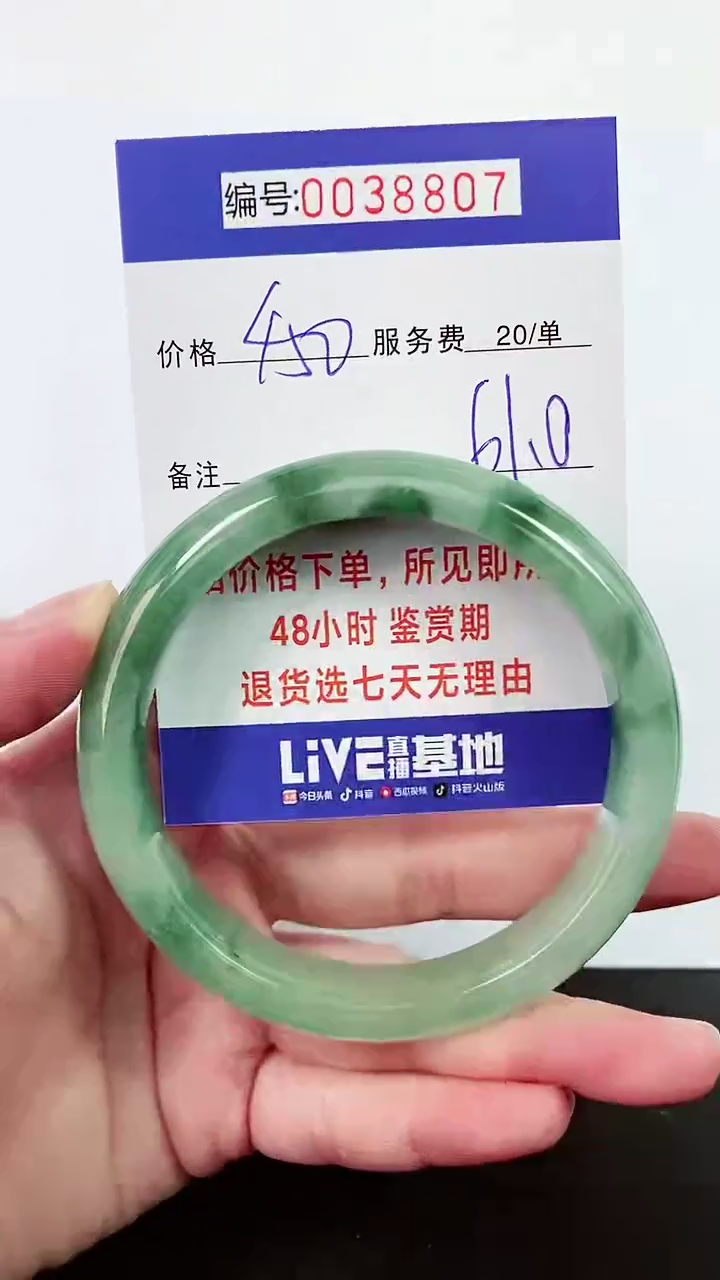 编号:0038807
价格 450 服务费 20/单
61.0
备注
价格下单，所见即所
48小时 鉴赏期
退货选七天无理由
LiVE直播基地
今日头条 抖音 西瓜视频 抖音火山版